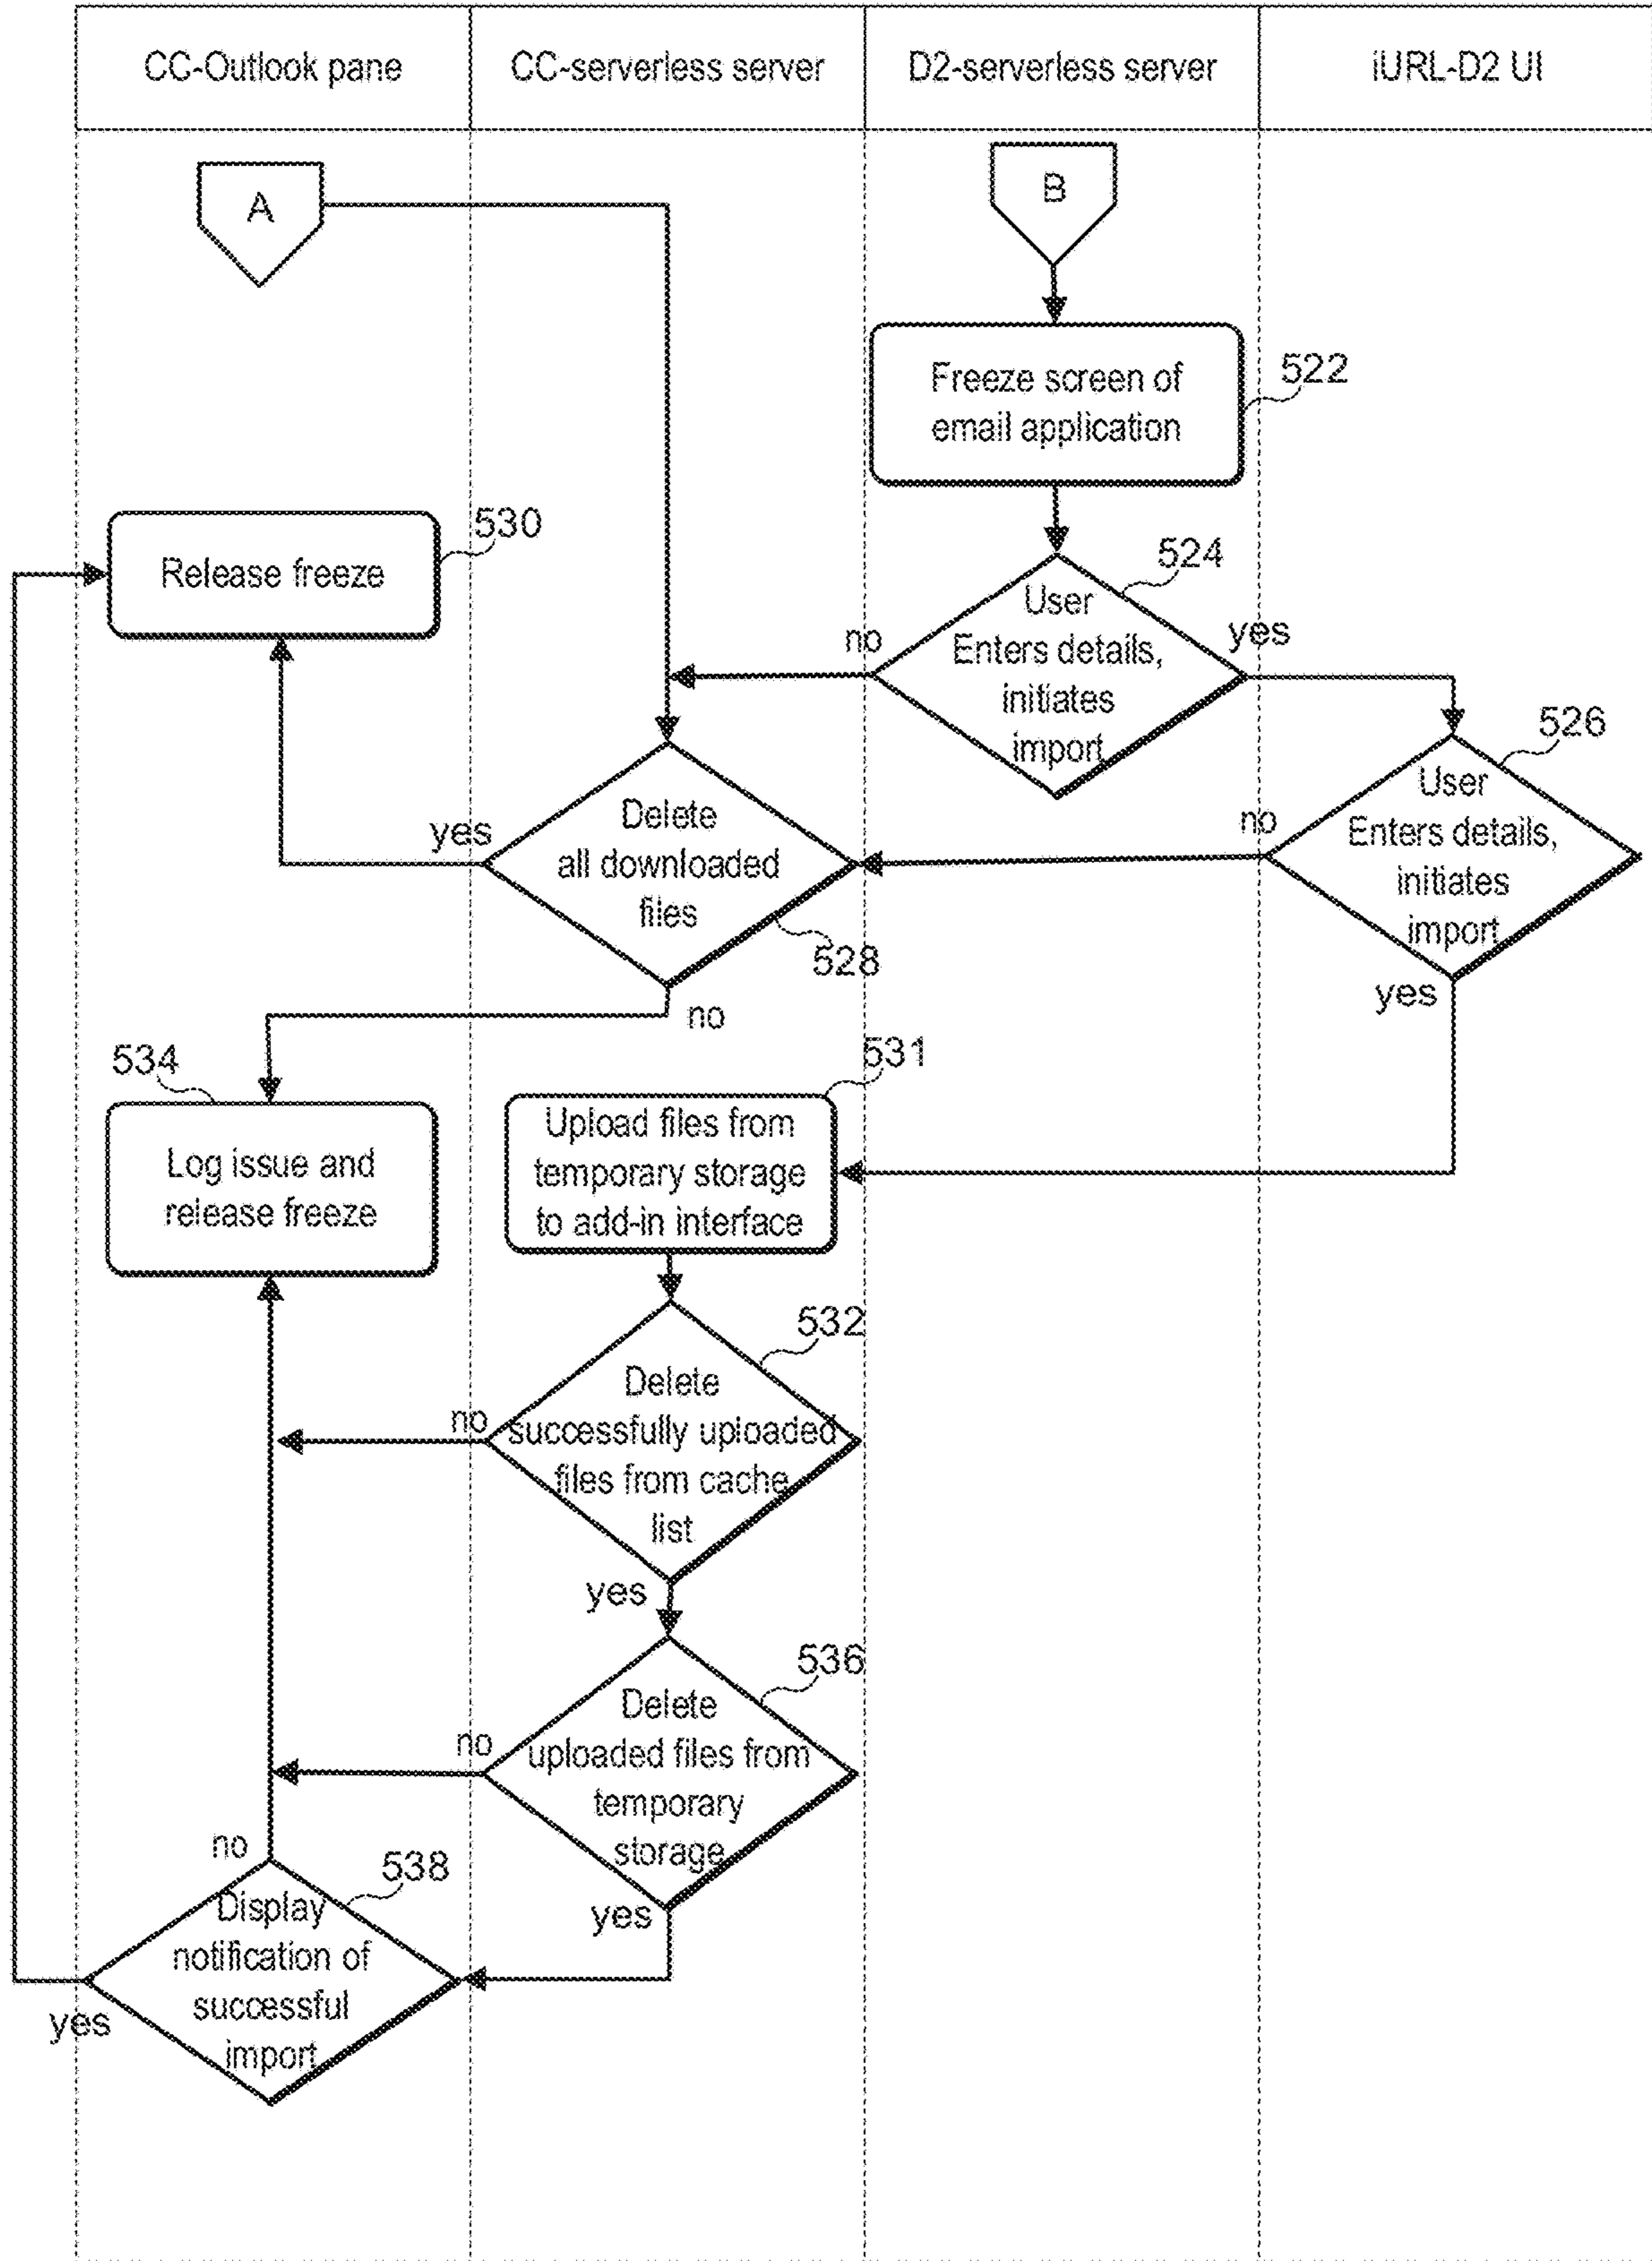 CC-Outlook pane
CC-serverless server
D2-serverless server
iURL-D2 UI
A
B
Freeze screen of
email application
522
530
Release freeze
524
User
Enters details,
initiates
import
no
yes
526
User
Enters details,
initiates
import
no
yes
Delete
all downloaded
files
yes
528
no
534
Log issue and
release freeze
531
Upload files from
temporary storage
to add-in interface
532
Delete
successfully uploaded
files from cache
list
no
yes
536
Delete
uploaded files from
temporary
storage
no
yes
538
no
Display
notification of
successful
import
yes